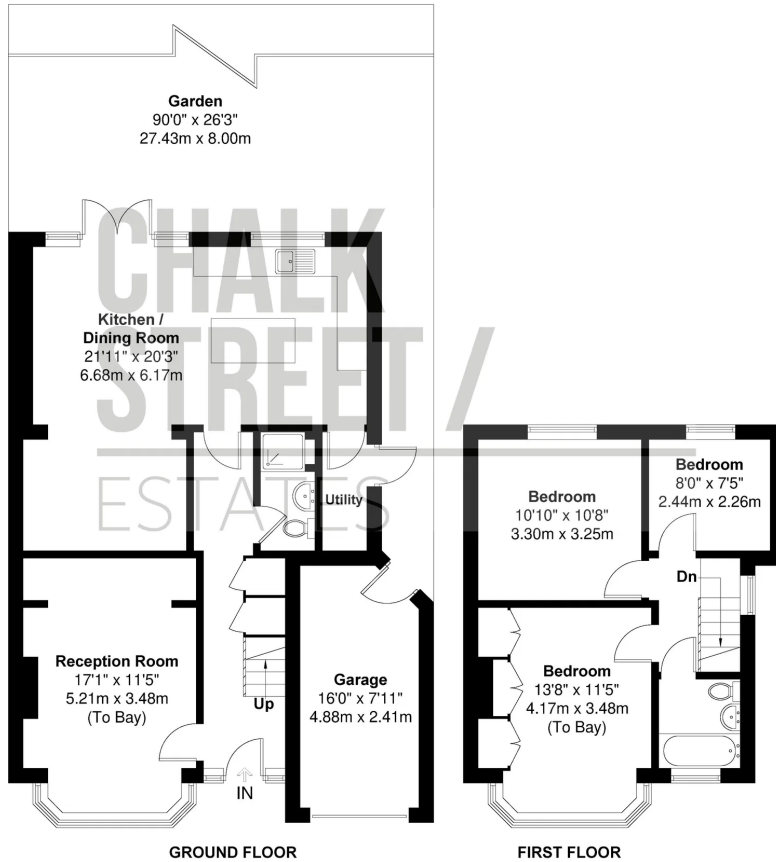 Garden
90'0" x 26'3"
27.43m x 8.00m
CHALK
STREET /
ESTATES
Kitchen /
Dining Room
21'11" x 20'3"
6.68m x 6.17m
Utility
Reception Room
17'1" x 11'5"
5.21m x 3.48m
(To Bay)
Up
IN
Garage
16'0" x 7'11"
4.88m x 2.41m
GROUND FLOOR
Bedroom
10'10" x 10'8"
3.30m x 3.25m
Bedroom
8'0" x 7'5"
2.44m x 2.26m
Dn
Bedroom
13'8" x 11'5"
4.17m x 3.48m
(To Bay)
FIRST FLOOR